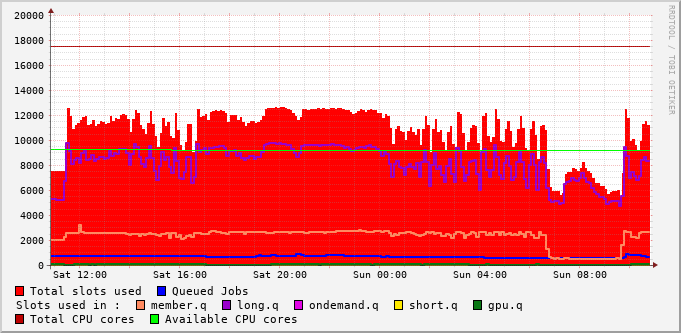 RRDTOOL / TOBI OETIKER
20000
18000
16000
14000
12000
10000
8000
6000
4000
2000
0
Sat 12:00 Sat 16:00 Sat 20:00 Sun 00:00 Sun 04:00 Sun 08:00
Total slots used Queued Jobs
Slots used in : member.q long.q ondemand.q short.q gpu.q
Total CPU cores Available CPU cores